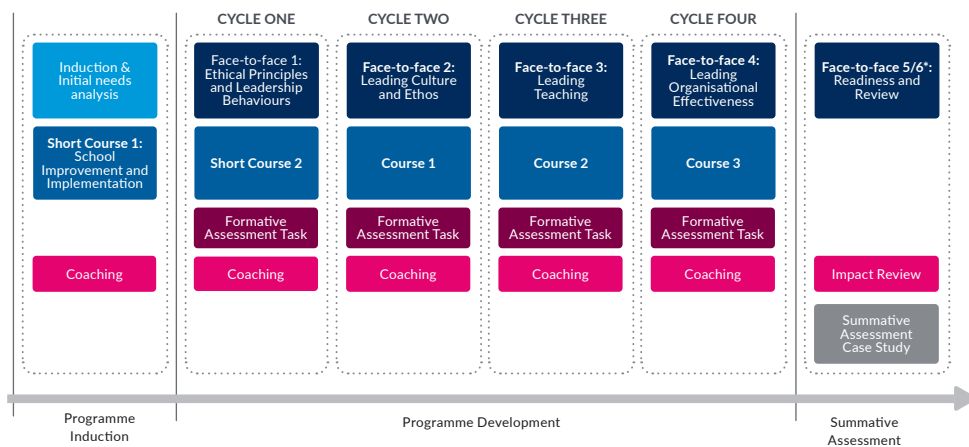 CYCLE ONE
CYCLE TWO
CYCLE THREE
CYCLE FOUR
Induction &
Initial needs
analysis
Short Course 1:
School
Improvement and
Implementation
Coaching
Face-to-face 1:
Ethical Principles
and Leadership
Behaviours
Short Course 2
Formative
Assessment Task
Coaching
Face-to-face 2:
Leading Culture
and Ethos
Course 1
Formative
Assessment Task
Coaching
Face-to-face 3:
Leading
Teaching
Course 2
Formative
Assessment Task
Coaching
Face-to-face 4:
Leading
Organisational
Effectiveness
Course 3
Formative
Assessment Task
Coaching
Face-to-face 5/6*:
Readiness and
Review
Impact Review
Summative
Assessment
Case Study
Programme
Induction
Programme Development
Summative
Assessment